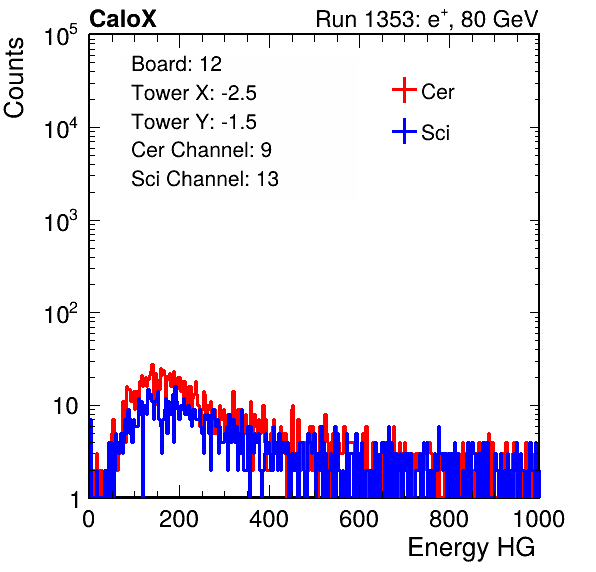 CaloX Run 1353: e⁺, 80 GeV
Counts
10⁵
10⁴
10³
10²
10
1
Board: 12
Tower X: -2.5
Tower Y: -1.5
Cer Channel: 9
Sci Channel: 13
Cer
Sci
0 200 400 600 800 1000
Energy HG